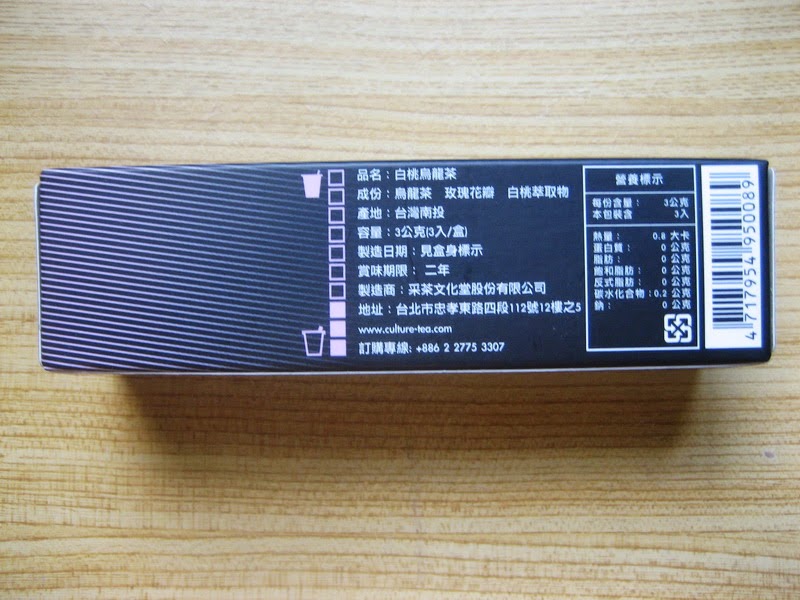 品名：白桃烏龍茶
成份：烏龍茶 玫瑰花瓣 白桃萃取物
產地：台灣南投
容量：3公克(3入/盒)
製造日期：見盒身標示
賞味期限： 二年
製造商：采茶文化堂股份有限公司
地址：台北市忠孝東路四段112號12樓之5
www.culture-tea.com
訂購專線: +886 2 2775 3307
營養標示
每份含量： 3公克
本包裝含 3入
熱量： 0.8 大卡
蛋白質： 0 公克
脂肪： 0 公克
飽和脂肪： 0 公克
反式脂肪： 0 公克
碳水化合物：0.2 公克
鈉： 0 公克
4 717954 950089